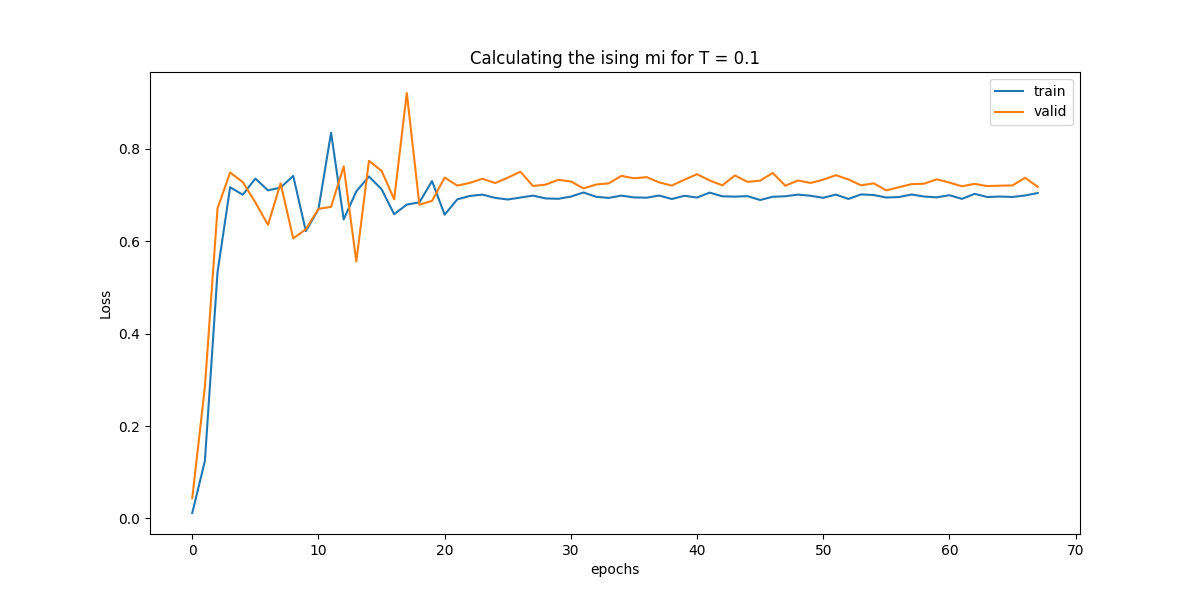 Calculating the ising mi for T = 0.1
train
valid
Loss
0.8
0.6
0.4
0.2
0.0
0 10 20 30 40 50 60 70
epochs